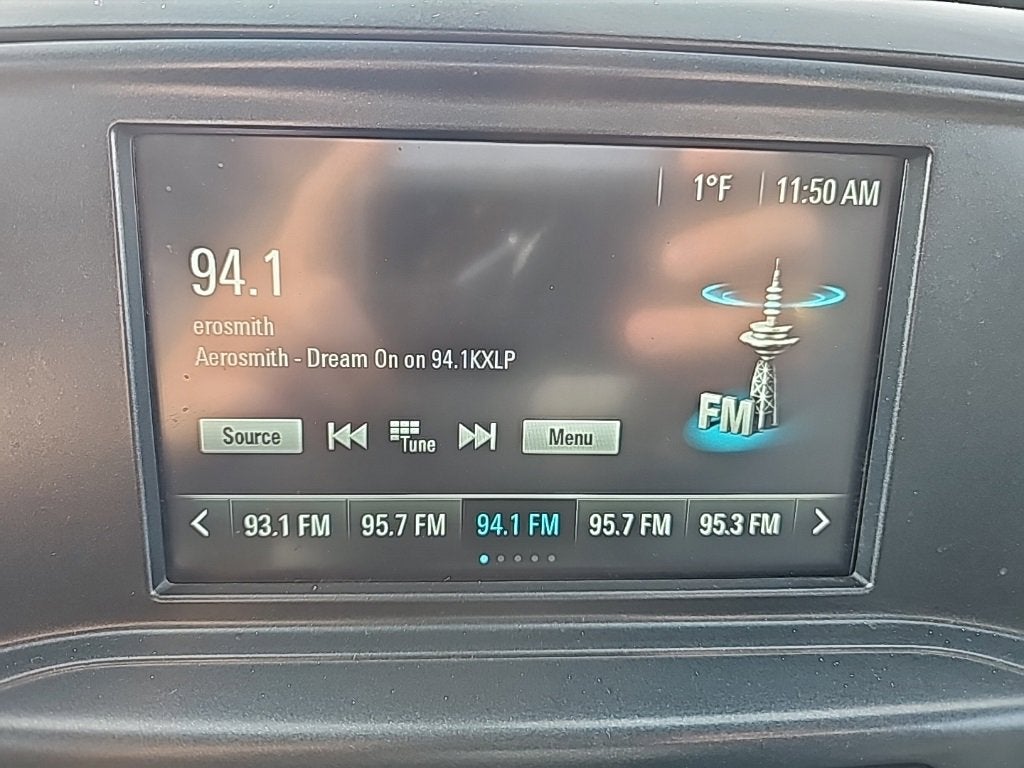 1°F 11:50 AM
94.1
erosmith
Aerosmith - Dream On on 94.1KXLP
FM
Source Tune Menu
93.1 FM 95.7 FM 94.1 FM 95.7 FM 95.3 FM